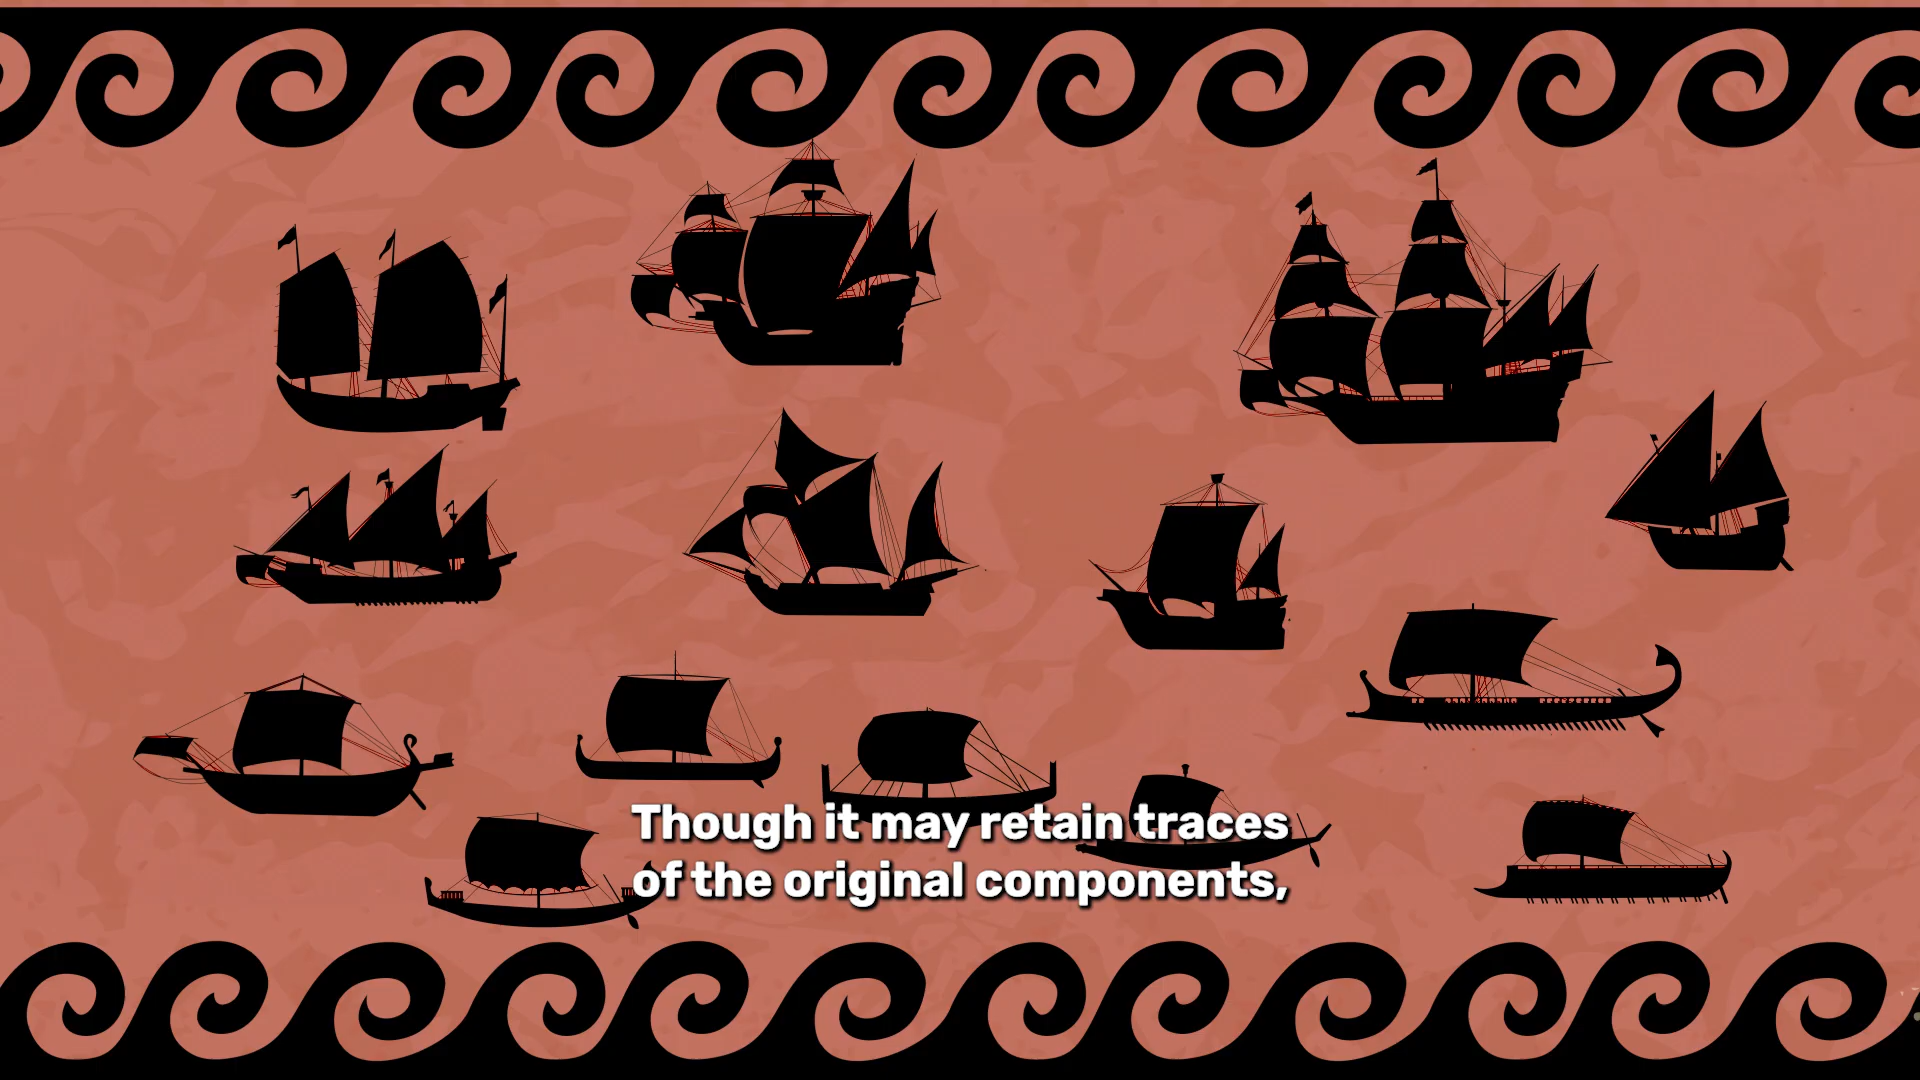 Though it may retain traces
of the original components,